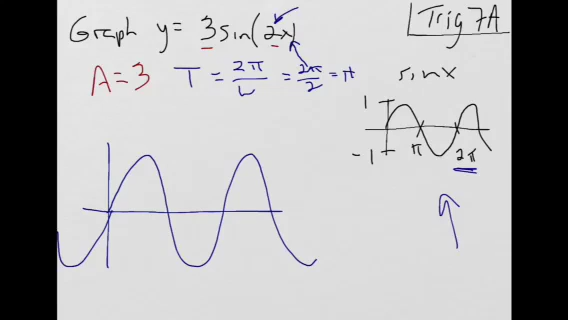 Graph y= 3sin(2x)
Trig 7A
A=3 T = 2π/ω = 2π/2 = π
sinx
1
-1
π
2π